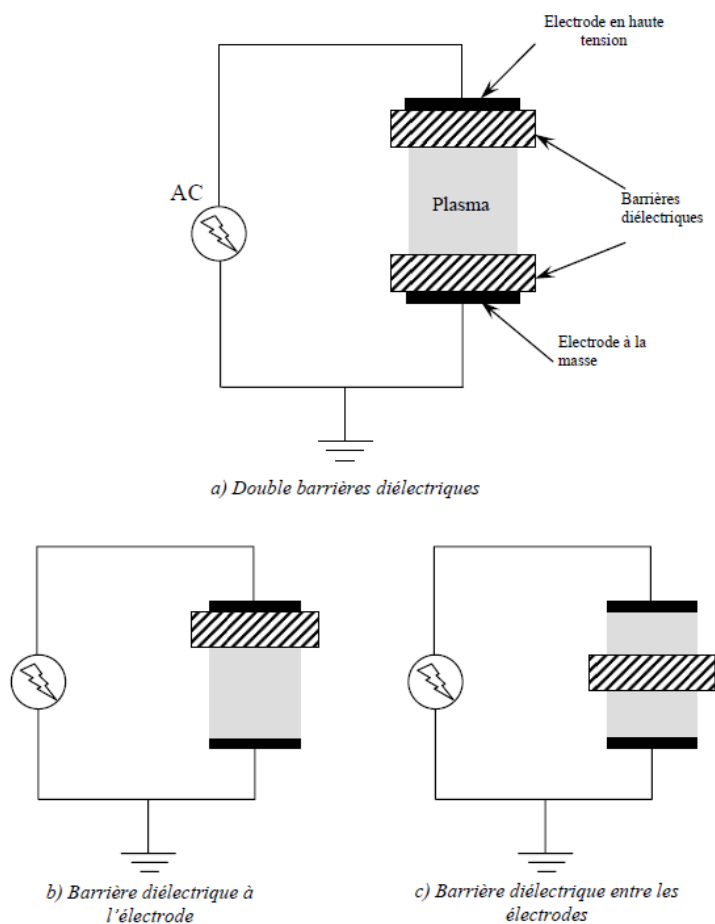 Electrode en haute
tension
AC
Plasma
Barrières
diélectriques
Electrode à la
masse
a) Double barrières diélectriques
b) Barrière diélectrique à
l'électrode
c) Barrière diélectrique entre les
électrodes